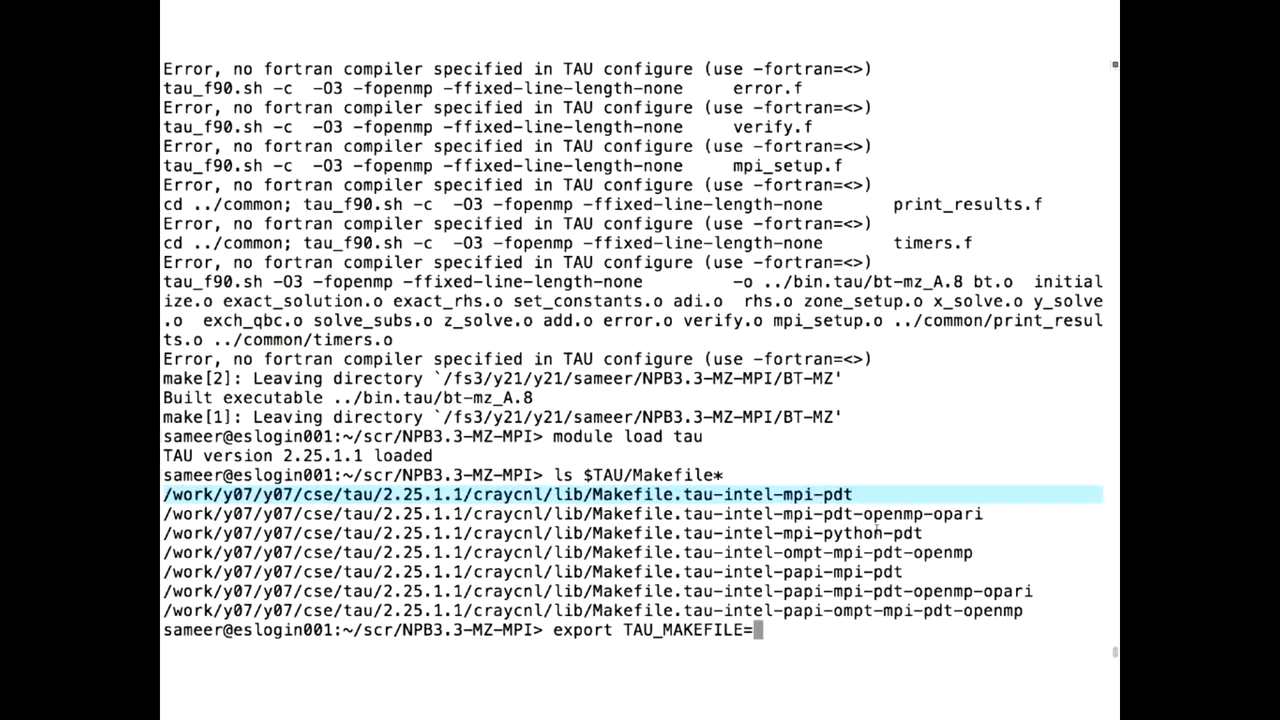 Error, no fortran compiler specified in TAU configure (use -fortran=<>)
tau_f90.sh -c  -O3 -fopenmp -ffixed-line-length-none     error.f
Error, no fortran compiler specified in TAU configure (use -fortran=<>)
tau_f90.sh -c  -O3 -fopenmp -ffixed-line-length-none     verify.f
Error, no fortran compiler specified in TAU configure (use -fortran=<>)
tau_f90.sh -c  -O3 -fopenmp -ffixed-line-length-none     mpi_setup.f
Error, no fortran compiler specified in TAU configure (use -fortran=<>)
cd ../common; tau_f90.sh -c  -O3 -fopenmp -ffixed-line-length-none       print_results.f
Error, no fortran compiler specified in TAU configure (use -fortran=<>)
cd ../common; tau_f90.sh -c  -O3 -fopenmp -ffixed-line-length-none       timers.f
Error, no fortran compiler specified in TAU configure (use -fortran=<>)
tau_f90.sh -O3 -fopenmp -ffixed-line-length-none         -o ../bin.tau/bt-mz_A.8 bt.o  initial
ize.o exact_solution.o exact_rhs.o set_constants.o adi.o  rhs.o zone_setup.o x_solve.o y_solve
.o  exch_qbc.o solve_subs.o z_solve.o add.o error.o verify.o mpi_setup.o ../common/print_resul
ts.o ../common/timers.o
Error, no fortran compiler specified in TAU configure (use -fortran=<>)
make[2]: Leaving directory `/fs3/y21/y21/sameer/NPB3.3-MZ-MPI/BT-MZ'
Built executable ../bin.tau/bt-mz_A.8
make[1]: Leaving directory `/fs3/y21/y21/sameer/NPB3.3-MZ-MPI/BT-MZ'
sameer@eslogin001:~/scr/NPB3.3-MZ-MPI> module load tau
TAU version 2.25.1.1 loaded
sameer@eslogin001:~/scr/NPB3.3-MZ-MPI> ls $TAU/Makefile*
/work/y07/y07/cse/tau/2.25.1.1/craycnl/lib/Makefile.tau-intel-mpi-pdt
/work/y07/y07/cse/tau/2.25.1.1/craycnl/lib/Makefile.tau-intel-mpi-pdt-openmp-opari
/work/y07/y07/cse/tau/2.25.1.1/craycnl/lib/Makefile.tau-intel-mpi-python-pdt
/work/y07/y07/cse/tau/2.25.1.1/craycnl/lib/Makefile.tau-intel-ompt-mpi-pdt-openmp
/work/y07/y07/cse/tau/2.25.1.1/craycnl/lib/Makefile.tau-intel-papi-mpi-pdt
/work/y07/y07/cse/tau/2.25.1.1/craycnl/lib/Makefile.tau-intel-papi-mpi-pdt-openmp-opari
/work/y07/y07/cse/tau/2.25.1.1/craycnl/lib/Makefile.tau-intel-papi-ompt-mpi-pdt-openmp
sameer@eslogin001:~/scr/NPB3.3-MZ-MPI> export TAU_MAKEFILE=